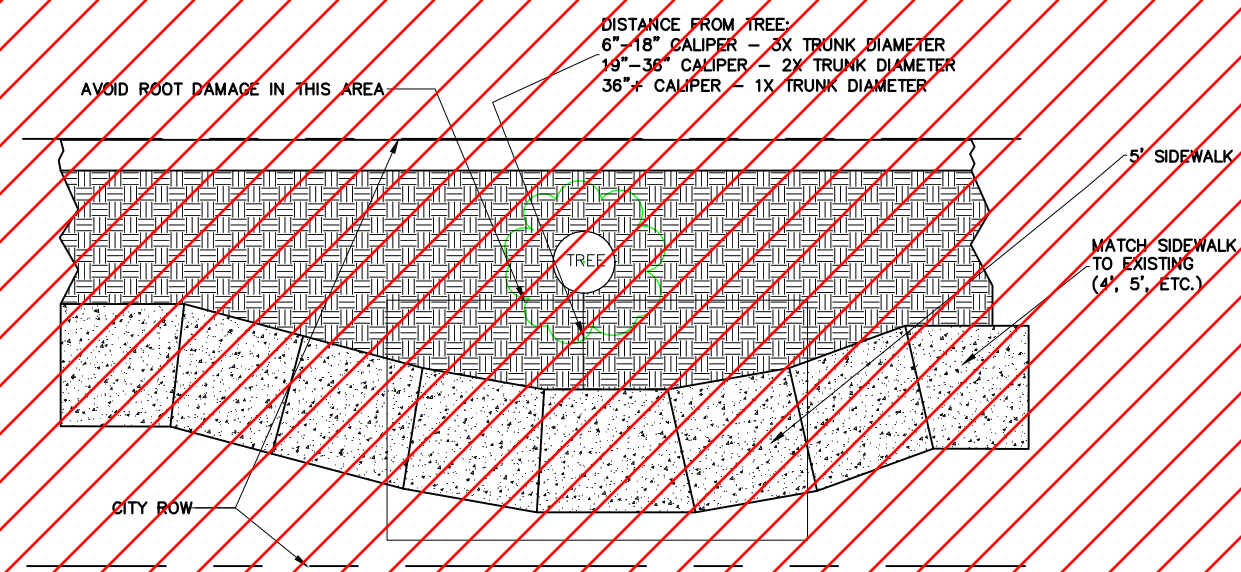 DISTANCE FROM TREE:
6"-18" CALIPER - 3X TRUNK DIAMETER
19"-36" CALIPER - 2X TRUNK DIAMETER
36"+ CALIPER - 1X TRUNK DIAMETER
AVOID ROOT DAMAGE IN THIS AREA
5' SIDEWALK
MATCH SIDEWALK
TO EXISTING
(4', 5', ETC.)
TREE
CITY ROW